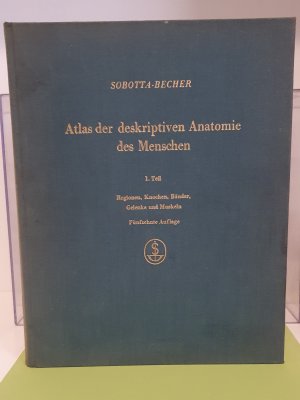 SOBOTTA-BECHER
Atlas der deskriptiven Anatomie
des Menschen
1. Teil
Regionen, Knochen, Bänder,
Gelenke und Muskeln
Fünfzehnte Auflage